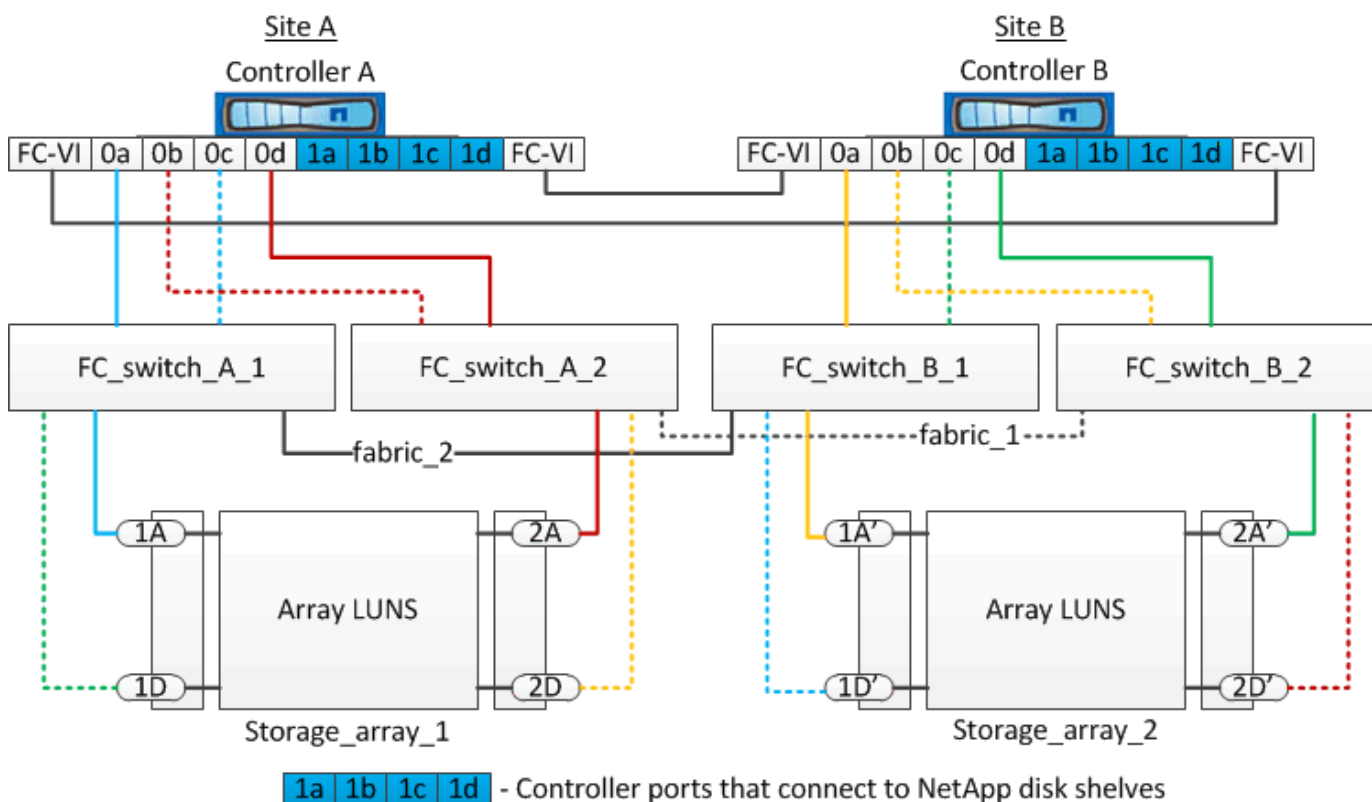 Site A
Site B
Controller A
Controller B
FC-VI 0a 0b 0c 0d 1a 1b 1c 1d FC-VI
FC-VI 0a 0b 0c 0d 1a 1b 1c 1d FC-VI
FC_switch_A_1
FC_switch_A_2
FC_switch_B_1
FC_switch_B_2
fabric_2
fabric_1
1A
2A
1A’
2A’
Array LUNS
Array LUNS
1D
2D
1D’
2D’
Storage_array_1
Storage_array_2
1a 1b 1c 1d - Controller ports that connect to NetApp disk shelves